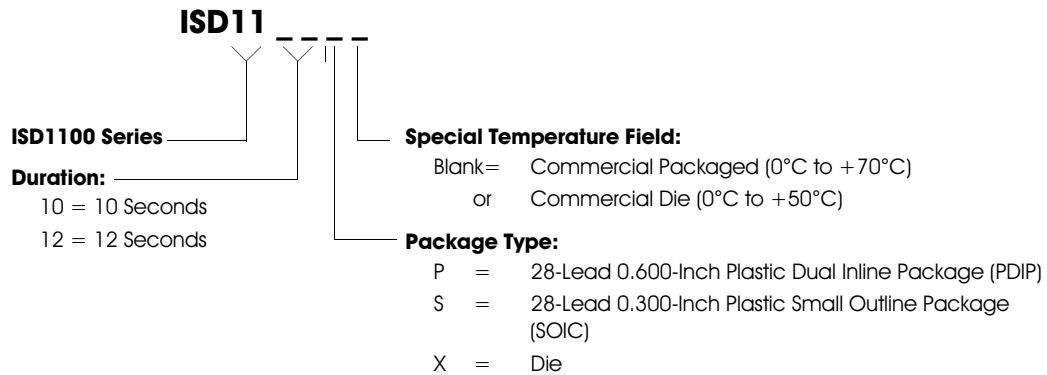 ISD11 _ _ _ _
ISD1100 Series
Duration:
10 = 10 Seconds
12 = 12 Seconds
Special Temperature Field:
Blank= Commercial Packaged (0°C to +70°C)
or Commercial Die (0°C to +50°C)
Package Type:
P = 28-Lead 0.600-Inch Plastic Dual Inline Package (PDIP)
S = 28-Lead 0.300-Inch Plastic Small Outline Package
(SOIC)
X = Die